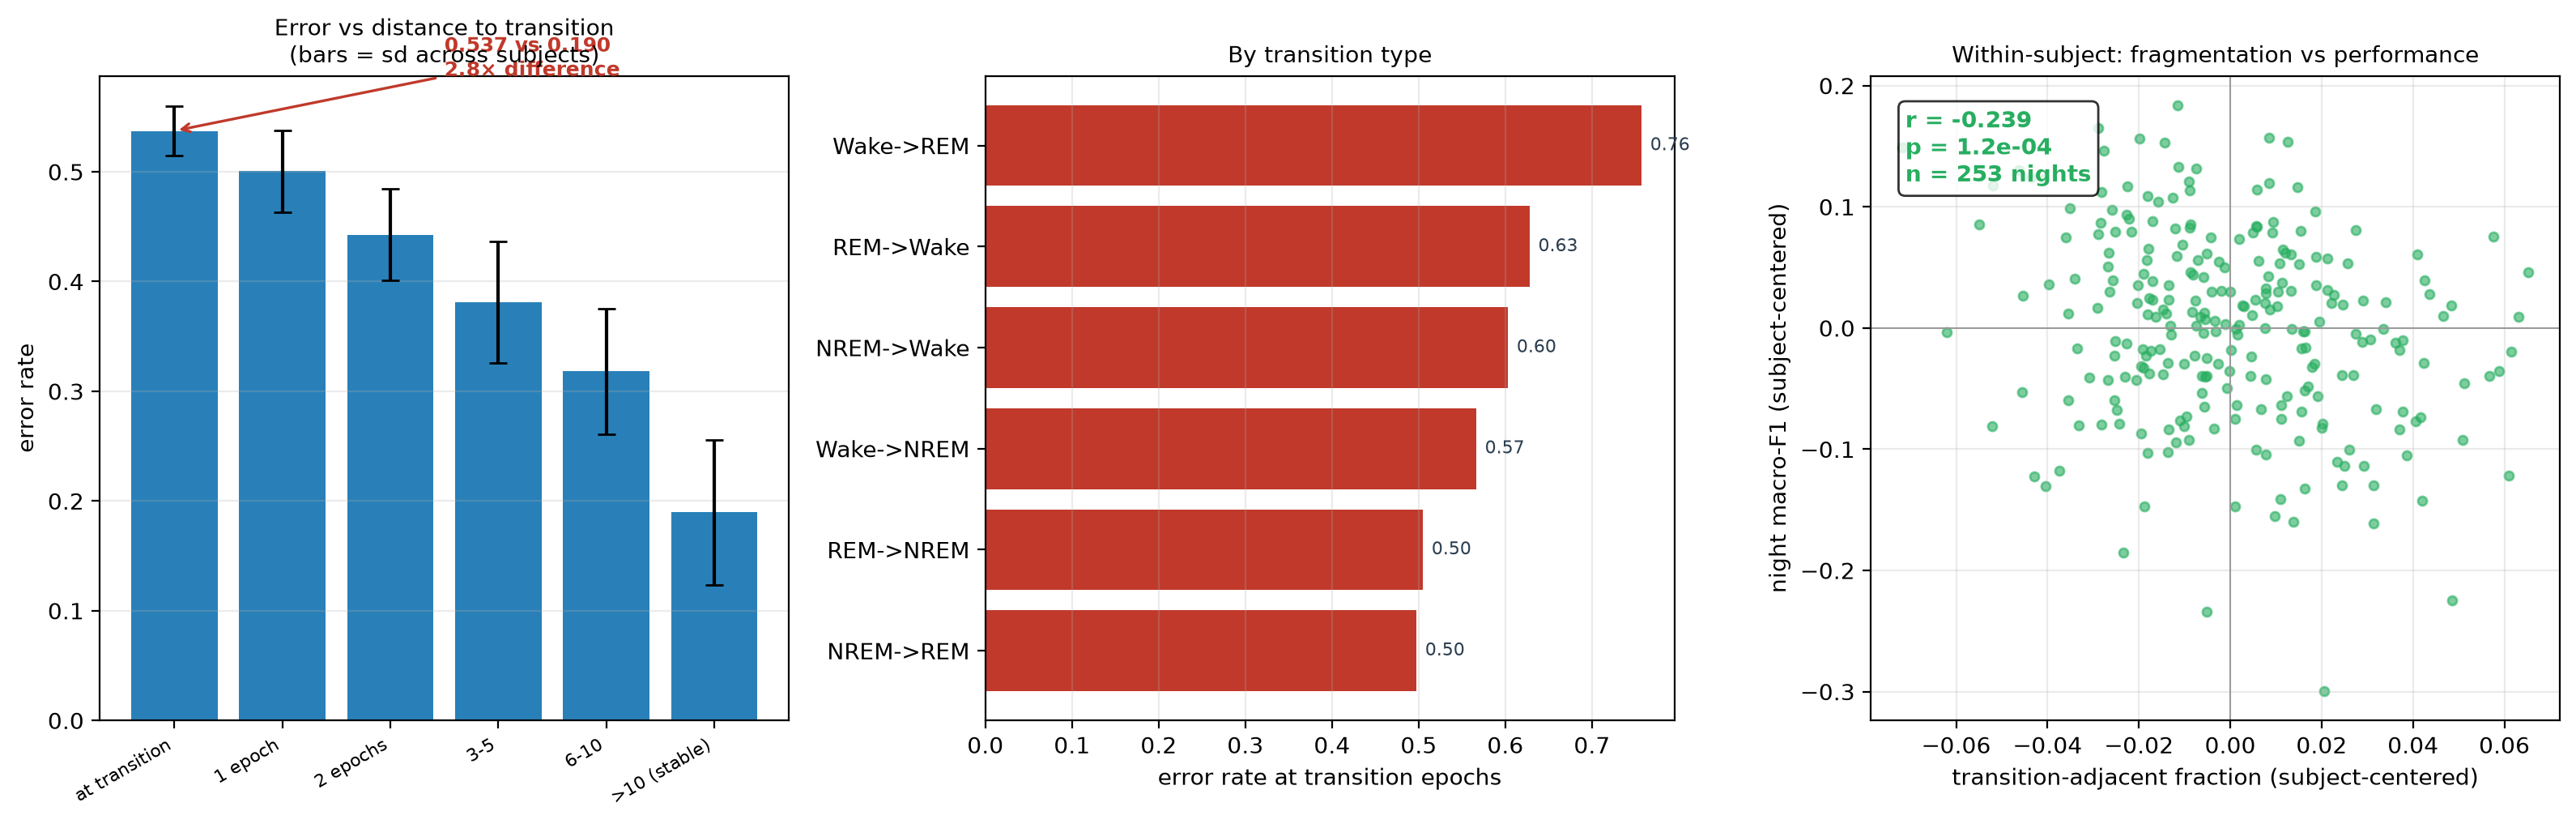 Error vs distance to transition
(bars = sd across subjects)
0.537 vs 0.190
2.8× difference
error rate
0.5
0.4
0.3
0.2
0.1
0.0
at transition
1 epoch
2 epochs
3-5
6-10
>10 (stable)
By transition type
Wake->REM
0.76
REM->Wake
0.63
NREM->Wake
0.60
Wake->NREM
0.57
REM->NREM
0.50
NREM->REM
0.50
0.0 0.1 0.2 0.3 0.4 0.5 0.6 0.7
error rate at transition epochs
Within-subject: fragmentation vs performance
r = -0.239
p = 1.2e-04
n = 253 nights
night macro-F1 (subject-centered)
0.2
0.1
0.0
−0.1
−0.2
−0.3
−0.06 −0.04 −0.02 0.00 0.02 0.04 0.06
transition-adjacent fraction (subject-centered)